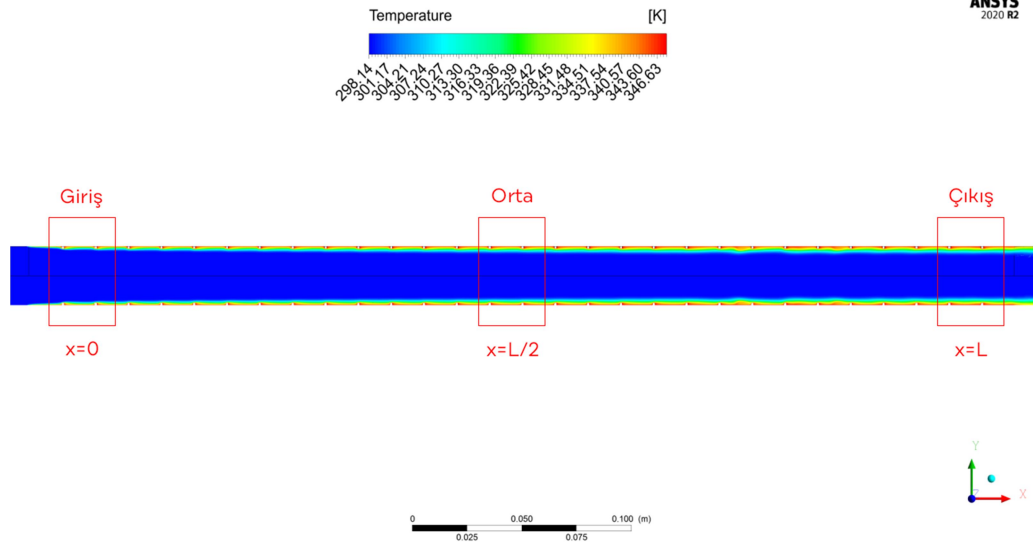 ANSYS
2020 R2
Temperature [K]
298.14 301.17 304.21 307.24 310.27 313.30 316.33 319.36 322.39 325.42 328.45 331.48 334.51 337.54 340.57 343.60 346.63
Giriş Orta Çıkış
x=0 x=L/2 x=L
Y
Z X
0 0.050 0.100 (m)
0.025 0.075